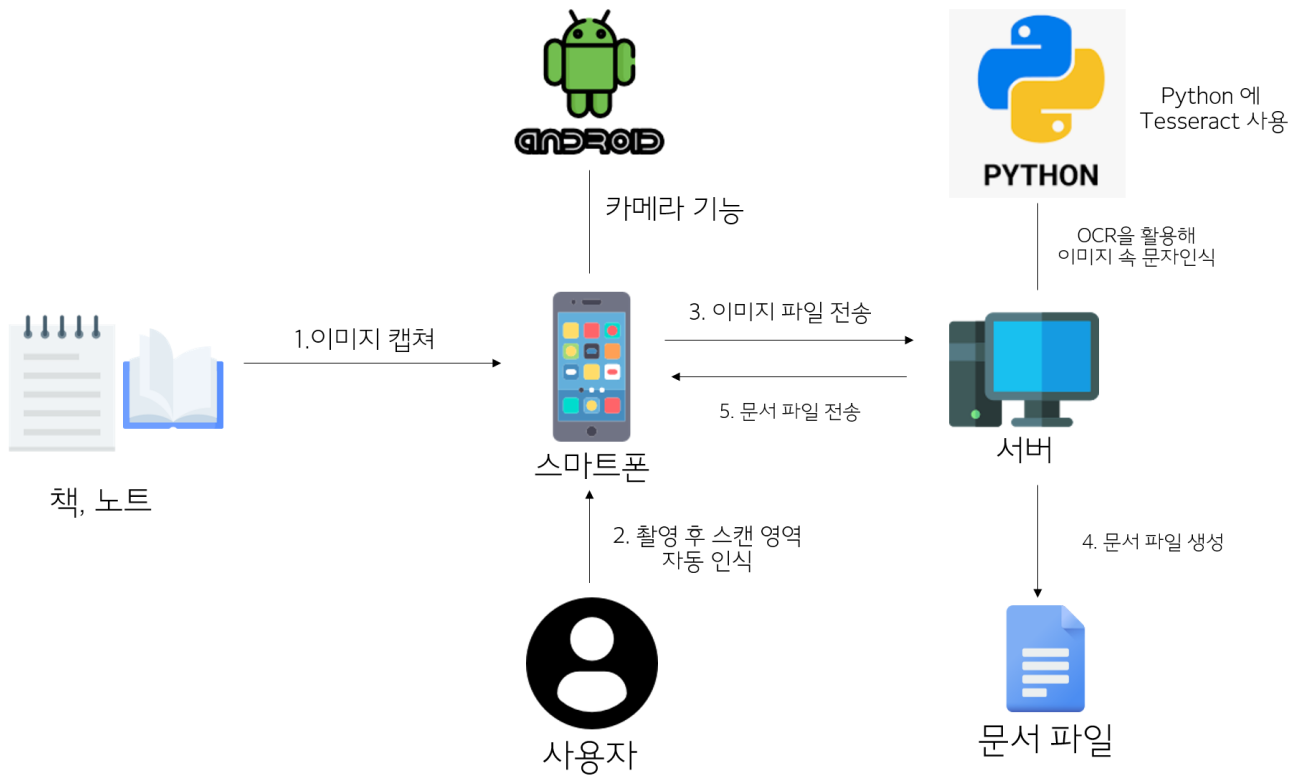 ANDROID
PYTHON
Python 에
Tesseract 사용
카메라 기능
OCR을 활용해
이미지 속 문자인식
1.이미지 캡쳐
3. 이미지 파일 전송
5. 문서 파일 전송
스마트폰
서버
책, 노트
2. 촬영 후 스캔 영역
자동 인식
4. 문서 파일 생성
사용자
문서 파일